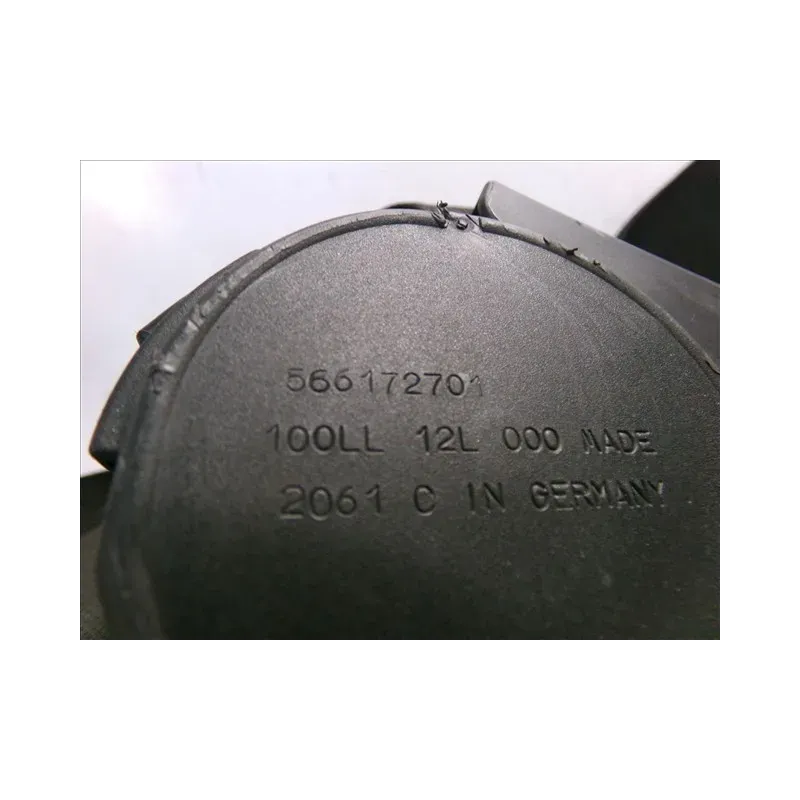 566172701
100LL 12L 000 MADE
2061 C IN GERMANY